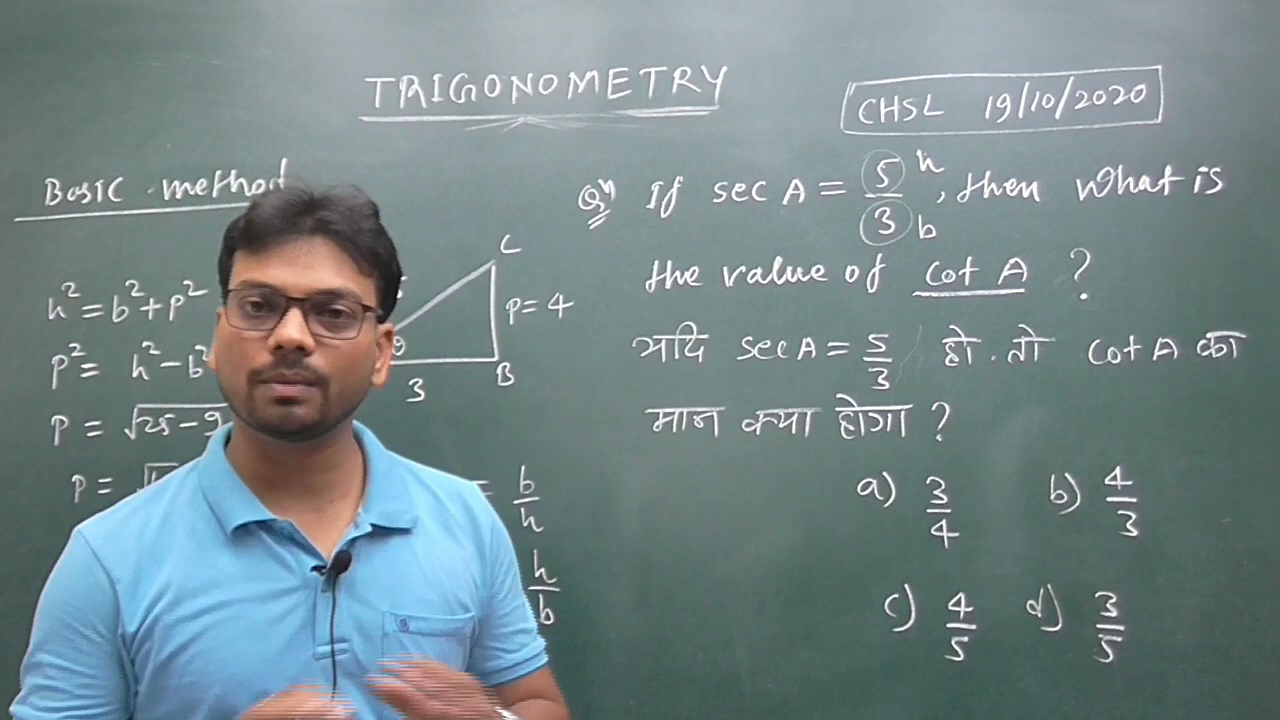 TRIGONOMETRY
CHSL 19/10/2020
Basic method
h² = b² + p²
p² = h² - b²
P = √25-9
P =
C
P = 4
θ
3
B
= b/h
h/b
Qⁿ If sec A = 5/3 h b, then what is
the value of cot A ?
यदि sec A = 5/3 हो तो cot A का
मान क्या होगा ?
a) 3/4 b) 4/3
c) 4/5 d) 3/5